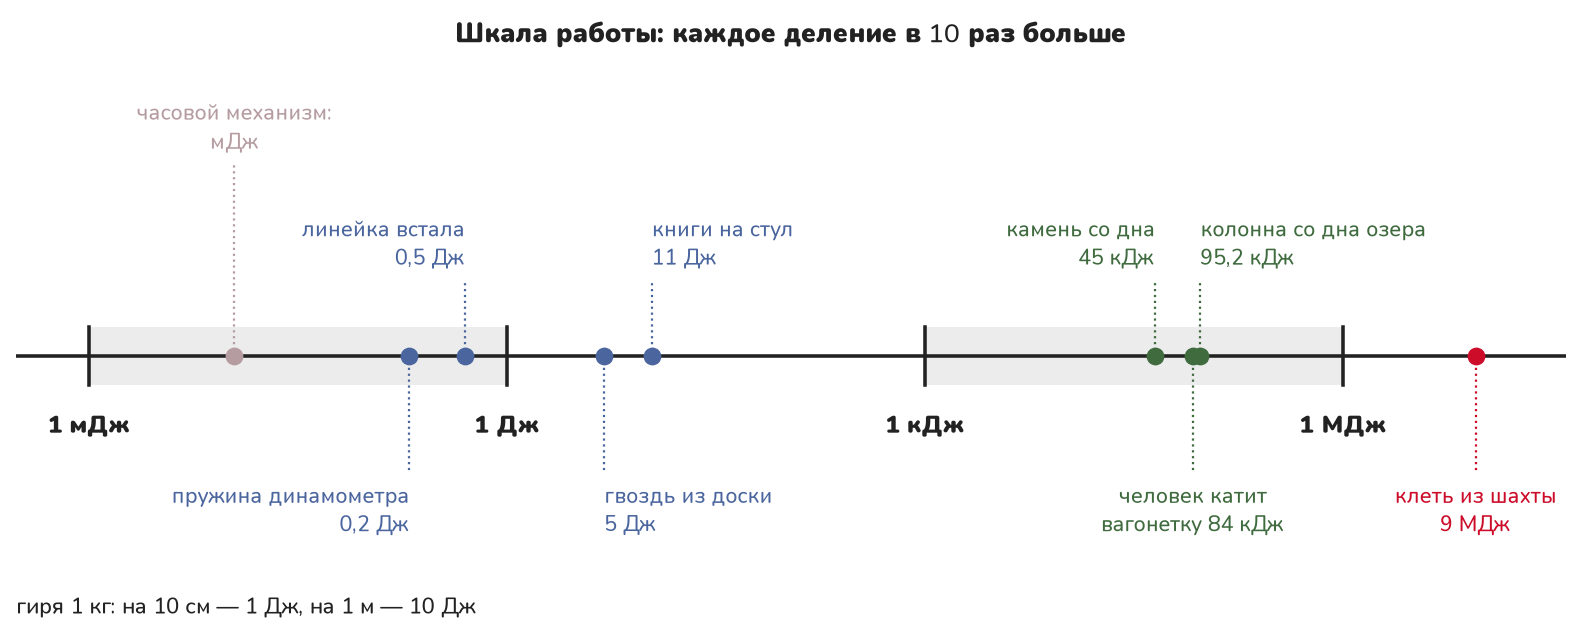 Шкала работы: каждое деление в 10 раз больше
часовой механизм:
мДж
линейка встала
0,5 Дж
книги на стул
11 Дж
камень со дна
45 кДж
колонна со дна озера
95,2 кДж
1 мДж
1 Дж
1 кДж
1 МДж
пружина динамометра
0,2 Дж
гвоздь из доски
5 Дж
человек катит
вагонетку 84 кДж
клеть из шахты
9 МДж
гиря 1 кг: на 10 см — 1 Дж, на 1 м — 10 Дж